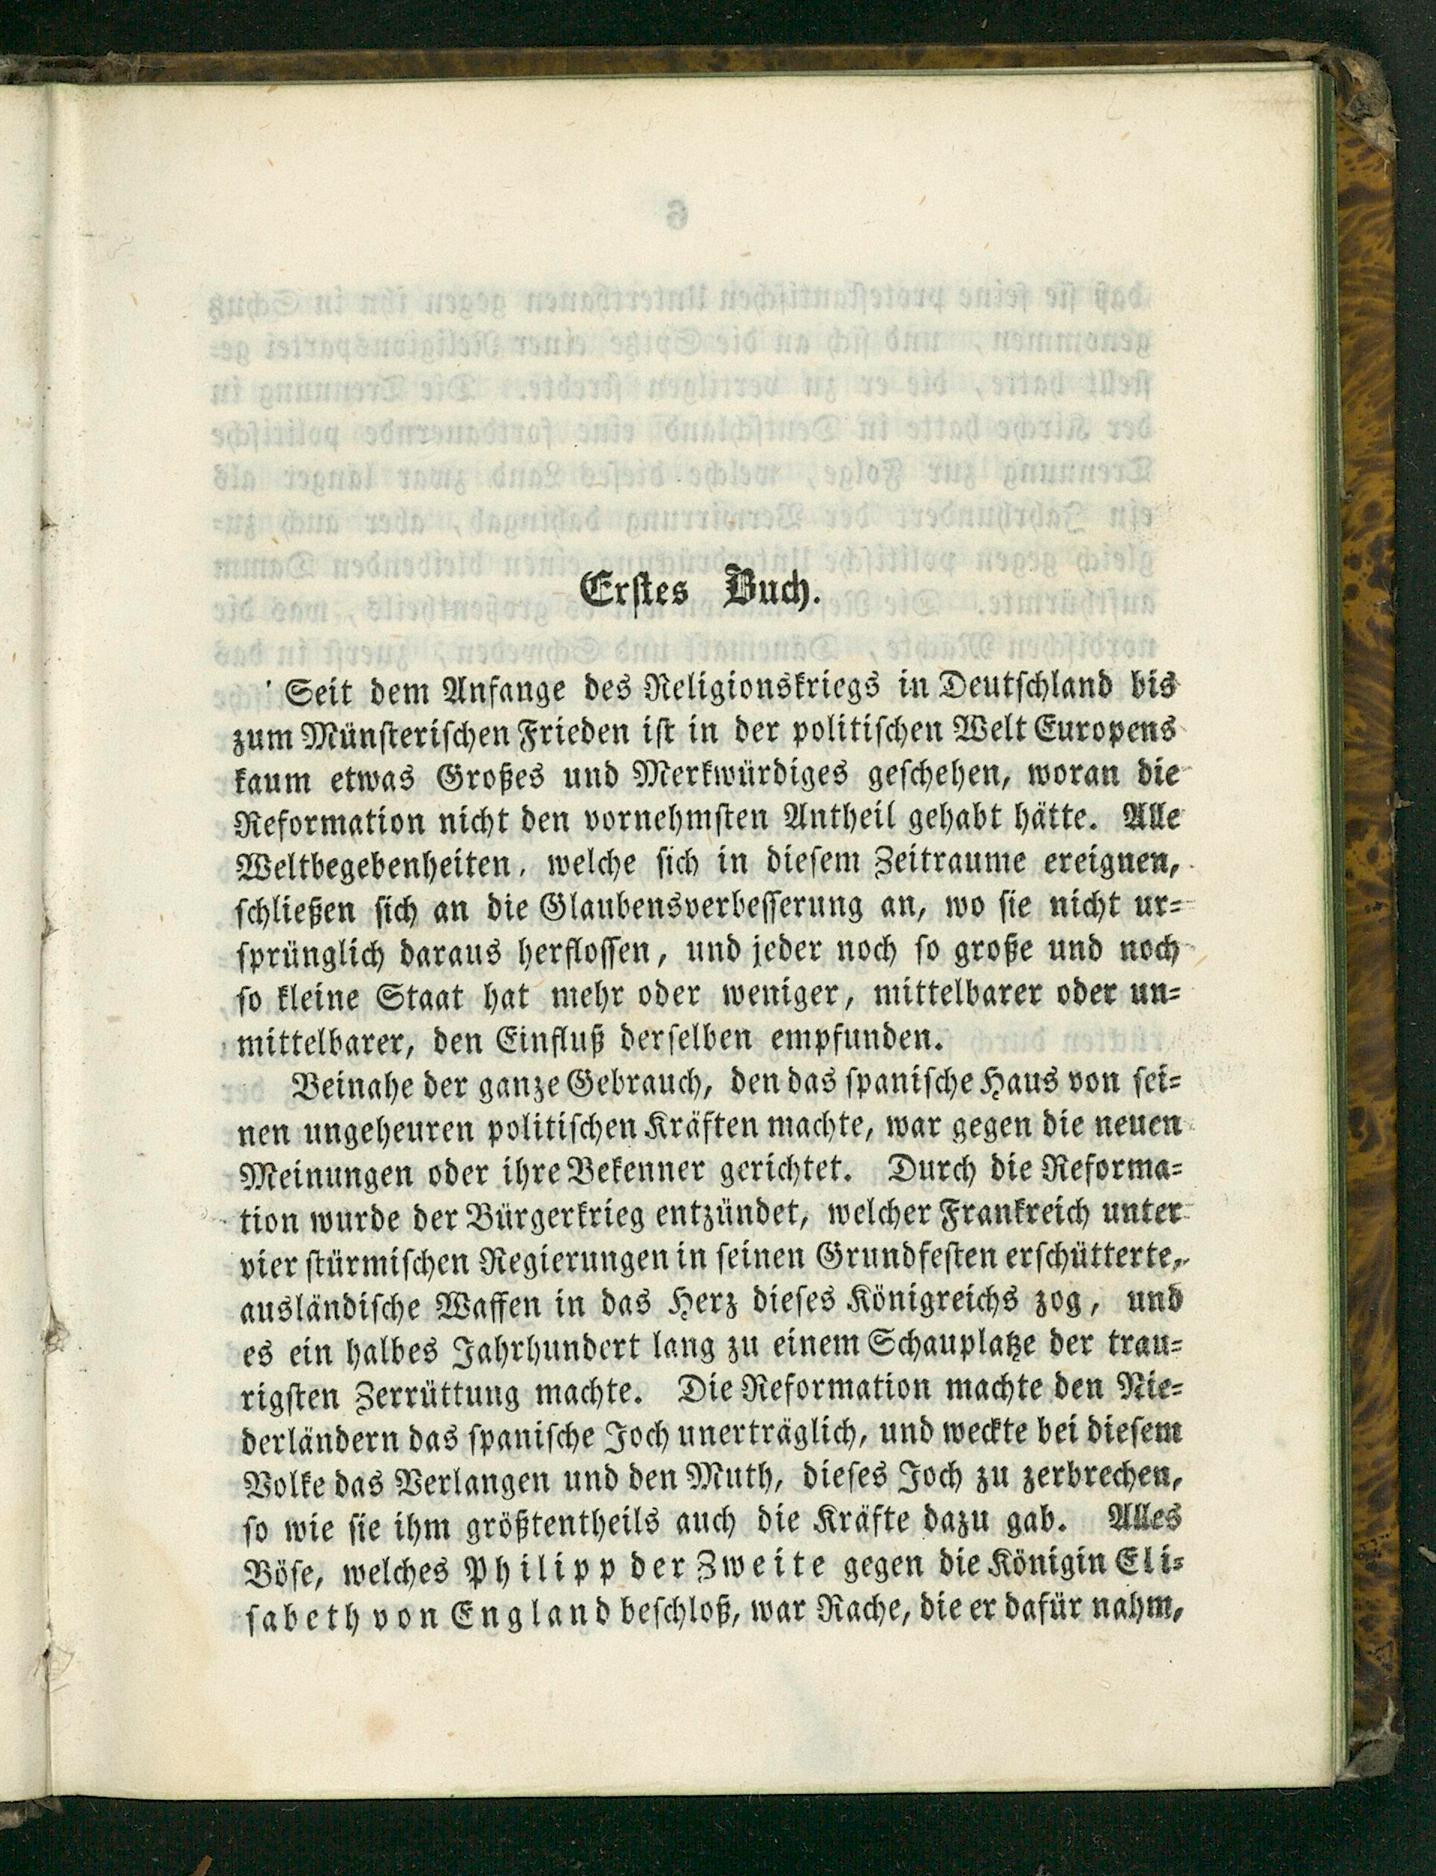 Erstes Buch.
Seit dem Anfange des Religionskriegs in Deutschland bis
zum Münsterischen Frieden ist in der politischen Welt Europens
kaum etwas Großes und Merkwürdiges geschehen, woran die
Reformation nicht den vornehmsten Antheil gehabt hätte. Alle
Weltbegebenheiten, welche sich in diesem Zeitraume ereignen,
schließen sich an die Glaubensverbesserung an, wo sie nicht ur-
sprünglich daraus herflossen, und jeder noch so große und noch
so kleine Staat hat mehr oder weniger, mittelbarer oder un-
mittelbarer, den Einfluß derselben empfunden.
Beinahe der ganze Gebrauch, den das spanische Haus von sei-
nen ungeheuren politischen Kräften machte, war gegen die neuen
Meinungen oder ihre Bekenner gerichtet. Durch die Reforma-
tion wurde der Bürgerkrieg entzündet, welcher Frankreich unter
vier stürmischen Regierungen in seinen Grundfesten erschütterte,
ausländische Waffen in das Herz dieses Königreichs zog, und
es ein halbes Jahrhundert lang zu einem Schauplatze der trau-
rigsten Zerrüttung machte. Die Reformation machte den Nie-
derländern das spanische Joch unerträglich, und weckte bei diesem
Volke das Verlangen und den Muth, dieses Joch zu zerbrechen,
so wie sie ihm größtentheils auch die Kräfte dazu gab. Alles
Böse, welches Philipp der Zweite gegen die Königin Eli-
sabeth von England beschloß, war Rache, die er dafür nahm,